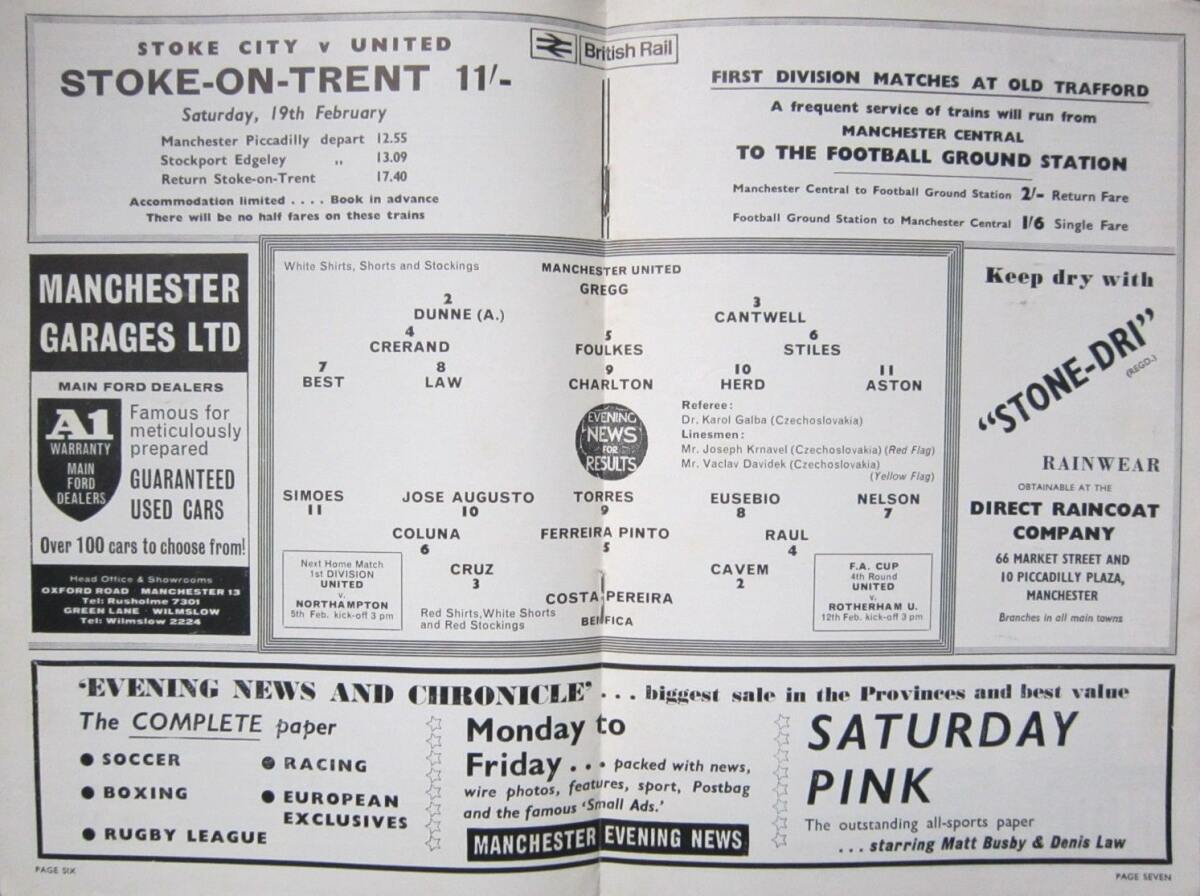 STOKE CITY v UNITED
STOKE-ON-TRENT 11/-
Saturday, 19th February
Manchester Piccadilly depart 12.55
Stockport Edgeley „ 13.09
Return Stoke-on-Trent 17.40
Accommodation limited . . . . Book in advance
There will be no half fares on these trains
British Rail
FIRST DIVISION MATCHES AT OLD TRAFFORD
A frequent service of trains will run from
MANCHESTER CENTRAL
TO THE FOOTBALL GROUND STATION
Manchester Central to Football Ground Station 2/- Return Fare
Football Ground Station to Manchester Central 1/6 Single Fare
MANCHESTER
GARAGES LTD
MAIN FORD DEALERS
A1
WARRANTY
MAIN
FORD
DEALERS
Famous for
meticulously
prepared
GUARANTEED
USED CARS
Over 100 cars to choose from!
Head Office & Showrooms
OXFORD ROAD MANCHESTER 13
Tel: Rusholme 7301
GREEN LANE WILMSLOW
Tel: Wilmslow 2224
White Shirts, Shorts and Stockings
MANCHESTER UNITED
GREGG
2 3
DUNNE (A.) CANTWELL
4 5 6
CRERAND FOULKES STILES
7 8 9 10 11
BEST LAW CHARLTON HERD ASTON
EVENING
NEWS
FOR
RESULTS
Referee:
Dr. Karol Galba (Czechoslovakia)
Linesmen:
Mr. Joseph Krnavel (Czechoslovakia) (Red Flag)
Mr. Vaclav Davidek (Czechoslovakia)
(Yellow Flag)
SIMOES JOSE AUGUSTO TORRES EUSEBIO NELSON
11 10 9 8 7
COLUNA FERREIRA PINTO RAUL
6 5 4
CRUZ CAVEM
3 2
COSTA PEREIRA
Red Shirts, White Shorts
and Red Stockings
BENFICA
Next Home Match
1st DIVISION
UNITED
v.
NORTHAMPTON
5th Feb. kick-off 3 pm
F.A. CUP
4th Round
UNITED
v.
ROTHERHAM U.
12th Feb. kick-off 3 pm
Keep dry with
"STONE-DRI"
(REGD.)
RAINWEAR
OBTAINABLE AT THE
DIRECT RAINCOAT
COMPANY
66 MARKET STREET AND
10 PICCADILLY PLAZA,
MANCHESTER
Branches in all main towns
'EVENING NEWS AND CHRONICLE' . . . biggest sale in the Provinces and best value
The COMPLETE paper
● SOCCER
● BOXING
● RUGBY LEAGUE
● RACING
● EUROPEAN
EXCLUSIVES
Monday to
Friday . . . packed with news,
wire photos, features, sport, Postbag
and the famous 'Small Ads.'
MANCHESTER EVENING NEWS
SATURDAY
PINK
The outstanding all-sports paper
. . . starring Matt Busby & Denis Law
PAGE SIX
PAGE SEVEN